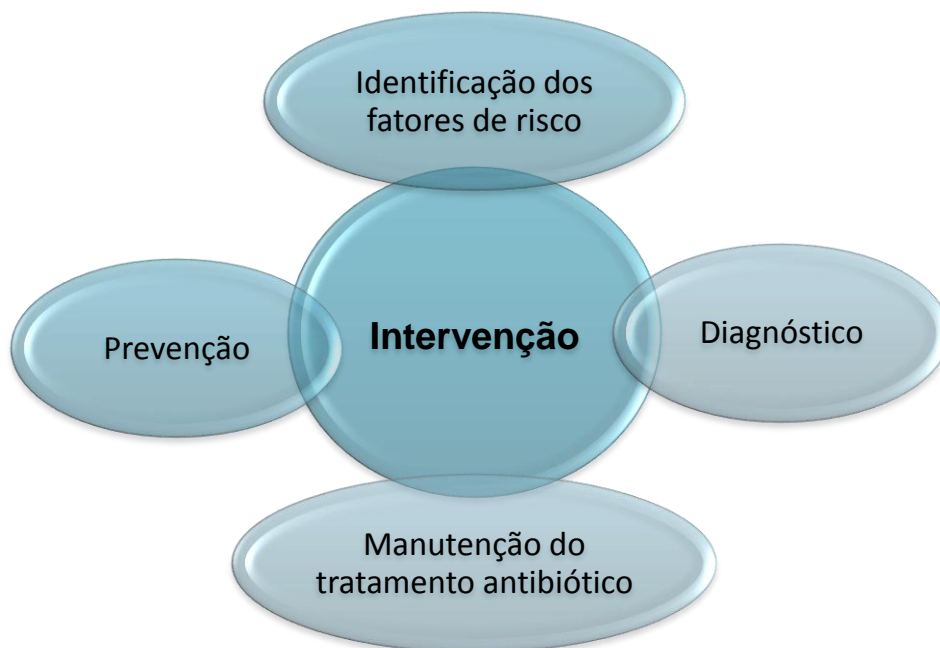 Identificação dos
fatores de risco
Prevenção
Intervenção
Diagnóstico
Manutenção do
tratamento antibiótico